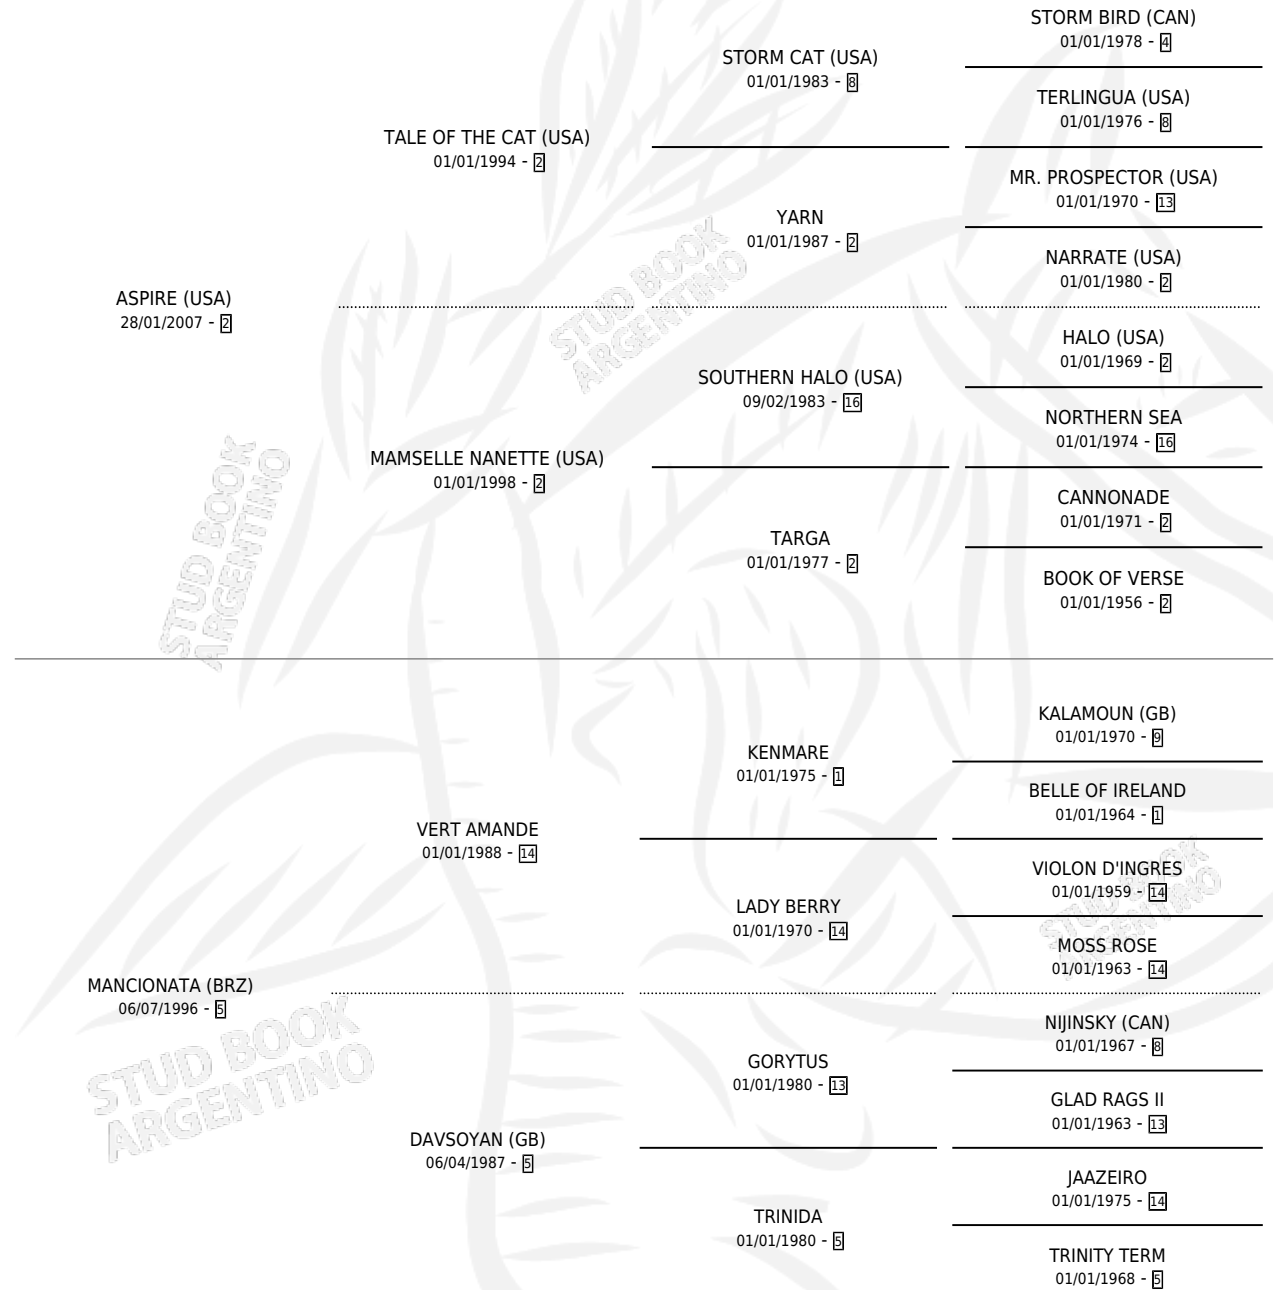 STORM BIRD (CAN)
01/01/1978 - 4
STORM CAT (USA)
01/01/1983 - 8
TERLINGUA (USA)
01/01/1976 - 8
TALE OF THE CAT (USA)
01/01/1994 - 2
MR. PROSPECTOR (USA)
01/01/1970 - 13
YARN
01/01/1987 - 2
NARRATE (USA)
01/01/1980 - 2
ASPIRE (USA)
28/01/2007 - 2
HALO (USA)
01/01/1969 - 2
SOUTHERN HALO (USA)
09/02/1983 - 16
NORTHERN SEA
01/01/1974 - 16
MAMSELLE NANETTE (USA)
01/01/1998 - 2
CANNONADE
01/01/1971 - 2
TARGA
01/01/1977 - 2
BOOK OF VERSE
01/01/1956 - 2
STUD BOOK
ARGENTINO
STUD BOOK
ARGENTINO
KALAMOUN (GB)
01/01/1970 - 9
KENMARE
01/01/1975 - 1
BELLE OF IRELAND
01/01/1964 - 1
VERT AMANDE
01/01/1988 - 14
VIOLON D'INGRES
01/01/1959 - 14
LADY BERRY
01/01/1970 - 14
MOSS ROSE
01/01/1963 - 14
STUD BOOK
ARGENTINO
MANCIONATA (BRZ)
06/07/1996 - 5
NIJINSKY (CAN)
01/01/1967 - 8
GORYTUS
01/01/1980 - 13
GLAD RAGS II
01/01/1963 - 13
STUD BOOK
ARGENTINO
DAVSOYAN (GB)
06/04/1987 - 5
JAAZEIRO
01/01/1975 - 14
TRINIDA
01/01/1980 - 5
TRINITY TERM
01/01/1968 - 5